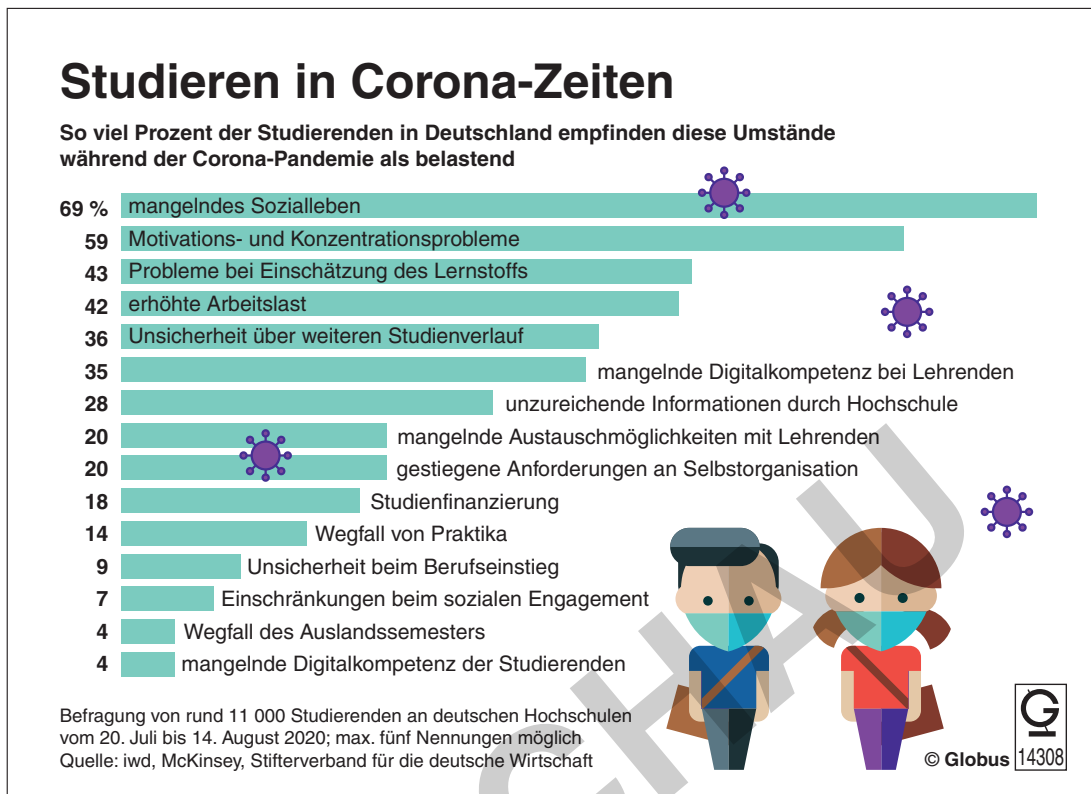 Studieren in Corona-Zeiten
So viel Prozent der Studierenden in Deutschland empfinden diese Umstände
während der Corona-Pandemie als belastend
69 % mangelndes Sozialleben
59 Motivations- und Konzentrationsprobleme
43 Probleme bei Einschätzung des Lernstoffs
42 erhöhte Arbeitslast
36 Unsicherheit über weiteren Studienverlauf
35 mangelnde Digitalkompetenz bei Lehrenden
28 unzureichende Informationen durch Hochschule
20 mangelnde Austauschmöglichkeiten mit Lehrenden
20 gestiegene Anforderungen an Selbstorganisation
18 Studienfinanzierung
14 Wegfall von Praktika
9 Unsicherheit beim Berufseinstieg
7 Einschränkungen beim sozialen Engagement
4 Wegfall des Auslandssemesters
4 mangelnde Digitalkompetenz der Studierenden
Befragung von rund 11 000 Studierenden an deutschen Hochschulen
vom 20. Juli bis 14. August 2020; max. fünf Nennungen möglich
Quelle: iwd, McKinsey, Stifterverband für die deutsche Wirtschaft
© Globus 14308
G
CHAU